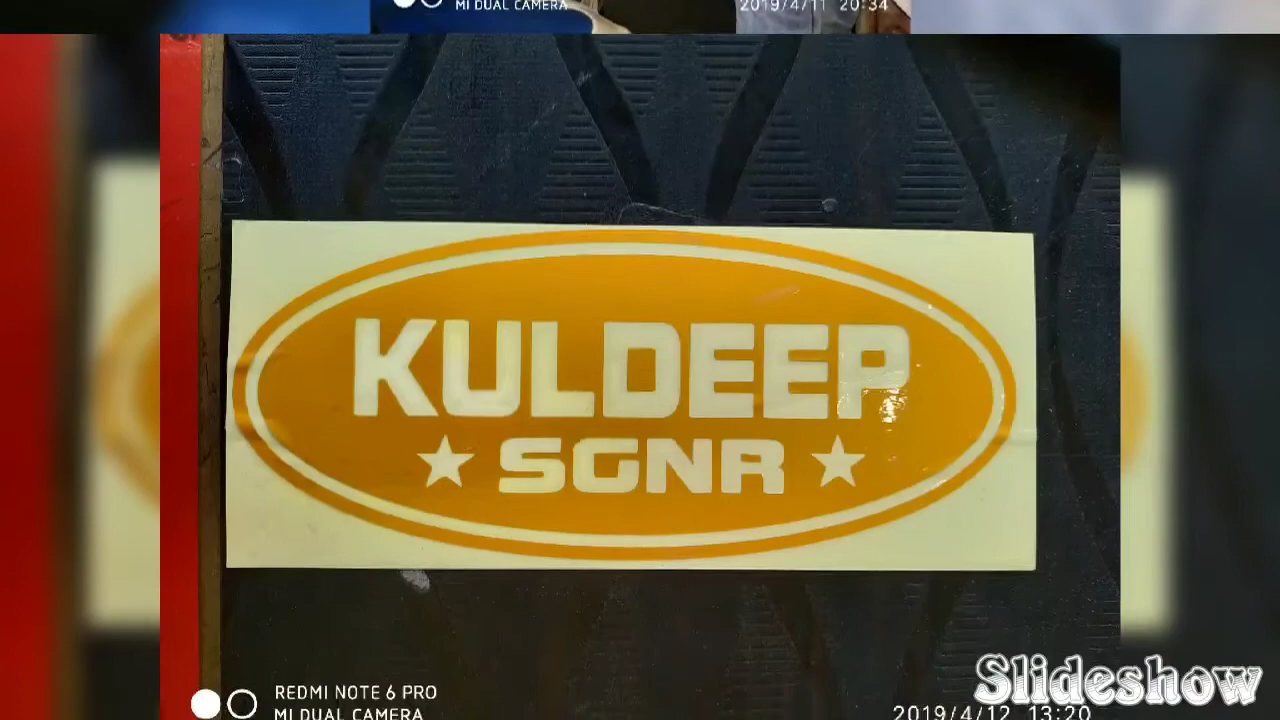 MI DUAL CAMERA
2019/4/11 20:34
KULDEEP
★ SGNR ★
Slideshow
REDMI NOTE 6 PRO
MI DUAL CAMERA
2019/4/12 13:20